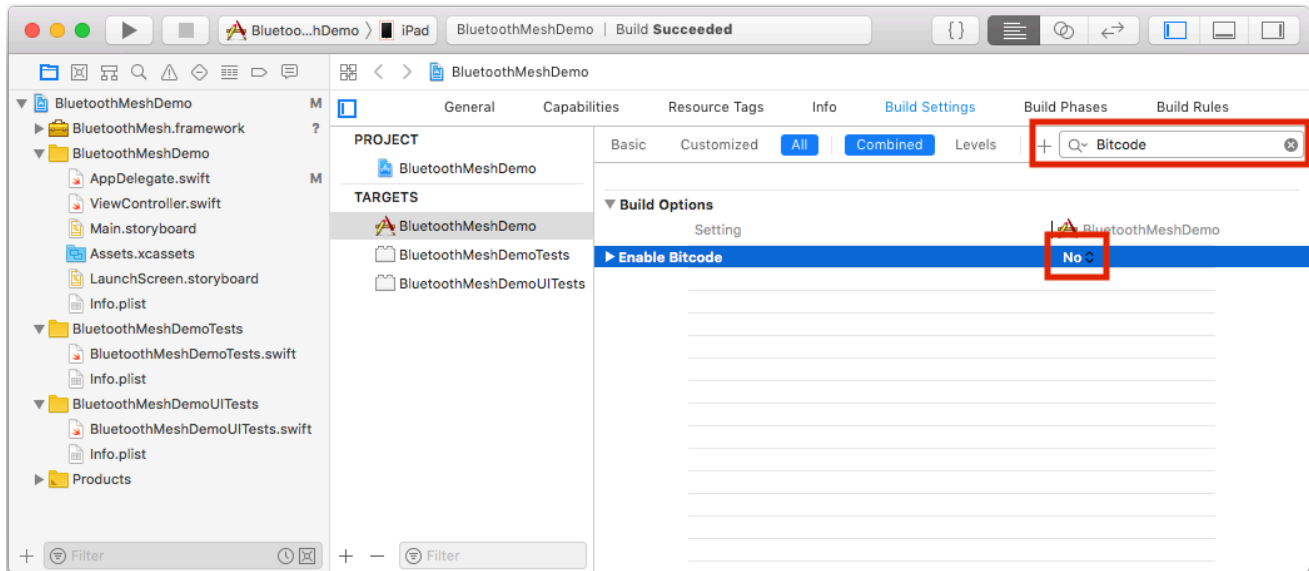 Bluetoo...hDemo
iPad
BluetoothMeshDemo | Build Succeeded
{}
BluetoothMeshDemo M
BluetoothMesh.framework ?
BluetoothMeshDemo
AppDelegate.swift M
ViewController.swift
Main.storyboard
Assets.xcassets
LaunchScreen.storyboard
Info.plist
BluetoothMeshDemoTests
BluetoothMeshDemoTests.swift
Info.plist
BluetoothMeshDemoUITests
BluetoothMeshDemoUITests.swift
Info.plist
Products
Filter
BluetoothMeshDemo
General Capabilities Resource Tags Info Build Settings Build Phases Build Rules
PROJECT
BluetoothMeshDemo
TARGETS
BluetoothMeshDemo
BluetoothMeshDemoTests
BluetoothMeshDemoUITests
Filter
Basic Customized All Combined Levels
Bitcode
Build Options
Setting BluetoothMeshDemo
Enable Bitcode No